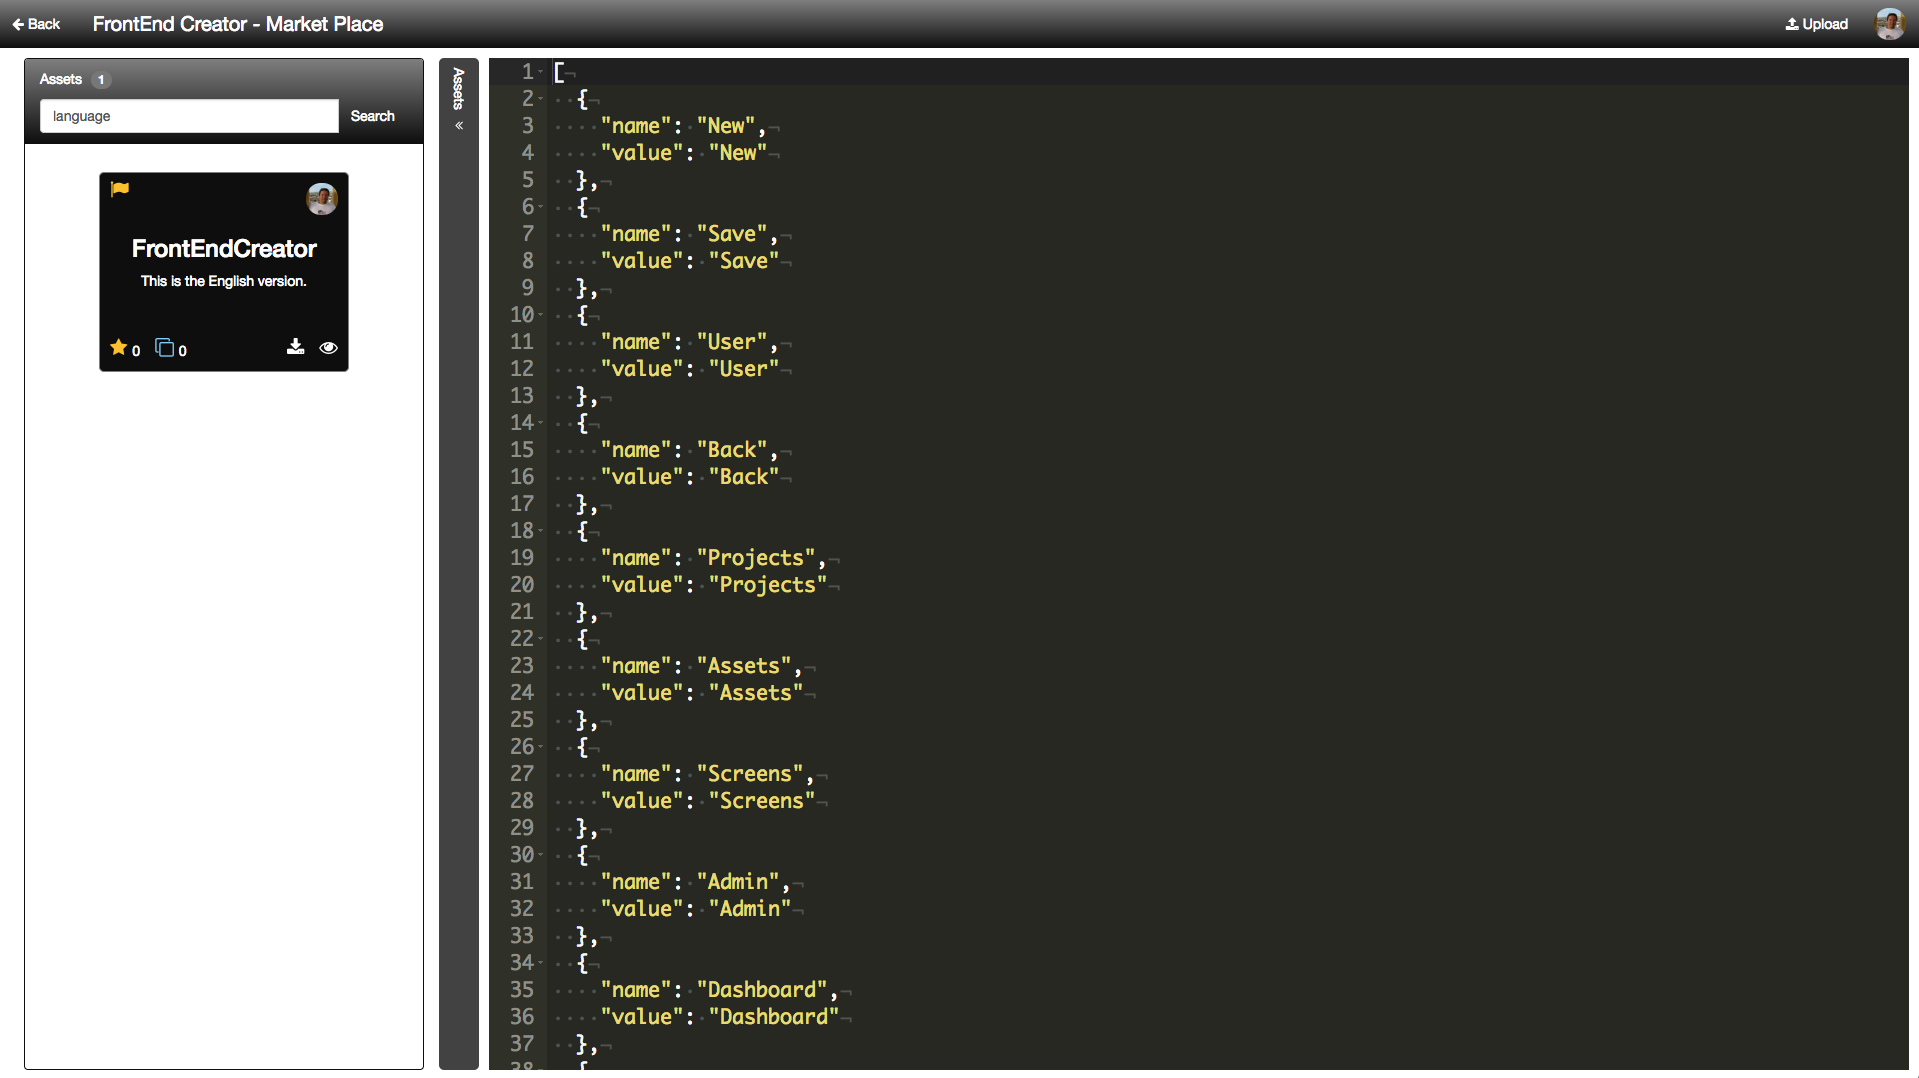 Back FrontEnd Creator - Market Place Upload
Assets 1
language Search
FrontEndCreator
This is the English version.
0 0
Assets
1 [
2 {
3 "name": "New",
4 "value": "New"
5 },
6 {
7 "name": "Save",
8 "value": "Save"
9 },
10 {
11 "name": "User",
12 "value": "User"
13 },
14 {
15 "name": "Back",
16 "value": "Back"
17 },
18 {
19 "name": "Projects",
20 "value": "Projects"
21 },
22 {
23 "name": "Assets",
24 "value": "Assets"
25 },
26 {
27 "name": "Screens",
28 "value": "Screens"
29 },
30 {
31 "name": "Admin",
32 "value": "Admin"
33 },
34 {
35 "name": "Dashboard",
36 "value": "Dashboard"
37 },
38 {